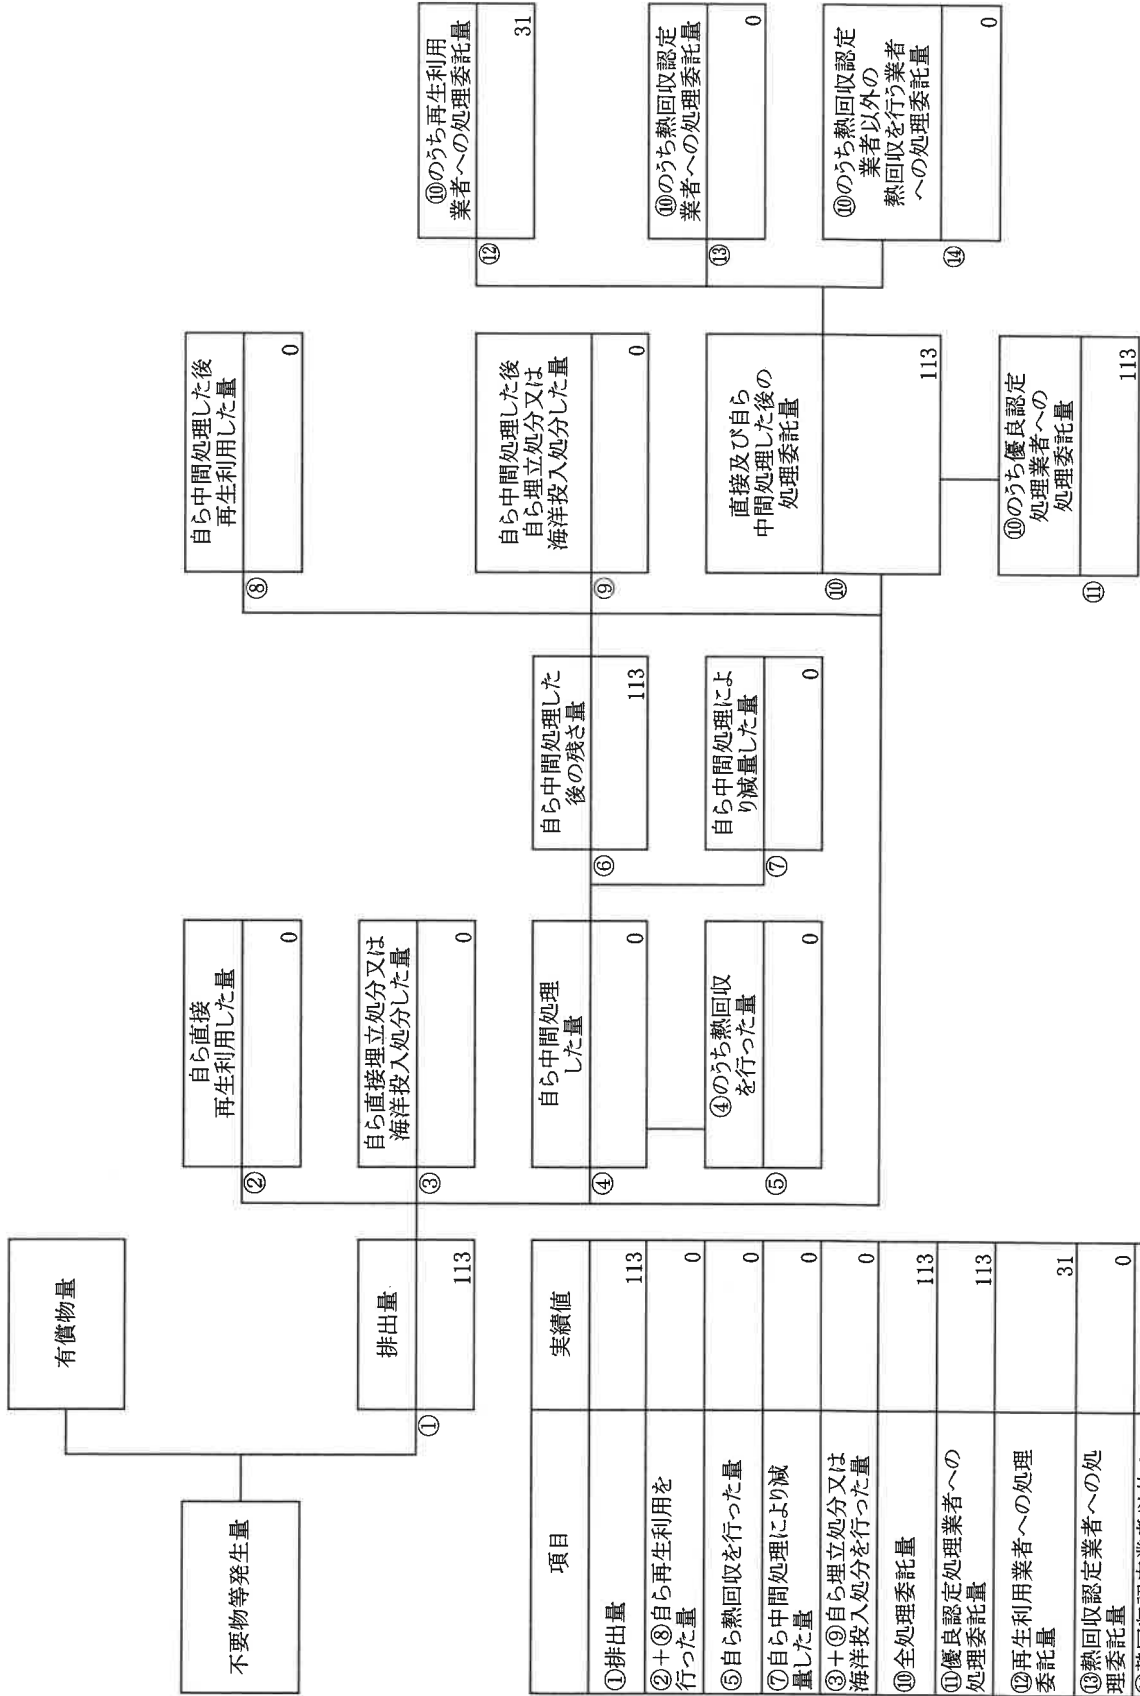 不要物等発生量
有償物量
排出量
①
113
自ら直接
再生利用した量
②
0
自ら直接埋立処分又は
海洋投入処分した量
③
0
自ら中間処理
した量
④
0
④のうち熱回収
を行った量
⑤
0
自ら中間処理した
後の残さ量
⑥
113
自ら中間処理によ
り減量した量
⑦
0
自ら中間処理した後
再生利用した量
⑧
0
自ら中間処理した後
自ら埋立処分又は
海洋投入処分した量
⑨
0
直接及び自ら
中間処理した後の
処理委託量
⑩
113
⑩のうち優良認定
処理業者への
処理委託量
⑪
113
⑩のうち再生利用
業者への処理委託量
⑫
31
⑩のうち熱回収認定
業者への処理委託量
⑬
0
⑩のうち熱回収認定
業者以外の
熱回収を行う業者
への処理委託量
⑭
0
項目 実績値
①排出量 113
②+⑧自ら再生利用を
行った量 0
⑤自ら熱回収を行った量 0
⑦自ら中間処理により減
量した量 0
③+⑨自ら埋立処分又は
海洋投入処分を行った量 0
⑩全処理委託量 113
⑪優良認定処理業者への
処理委託量 113
⑫再生利用業者への処理
委託量 31
⑬熱回収認定業者への処
理委託量 0